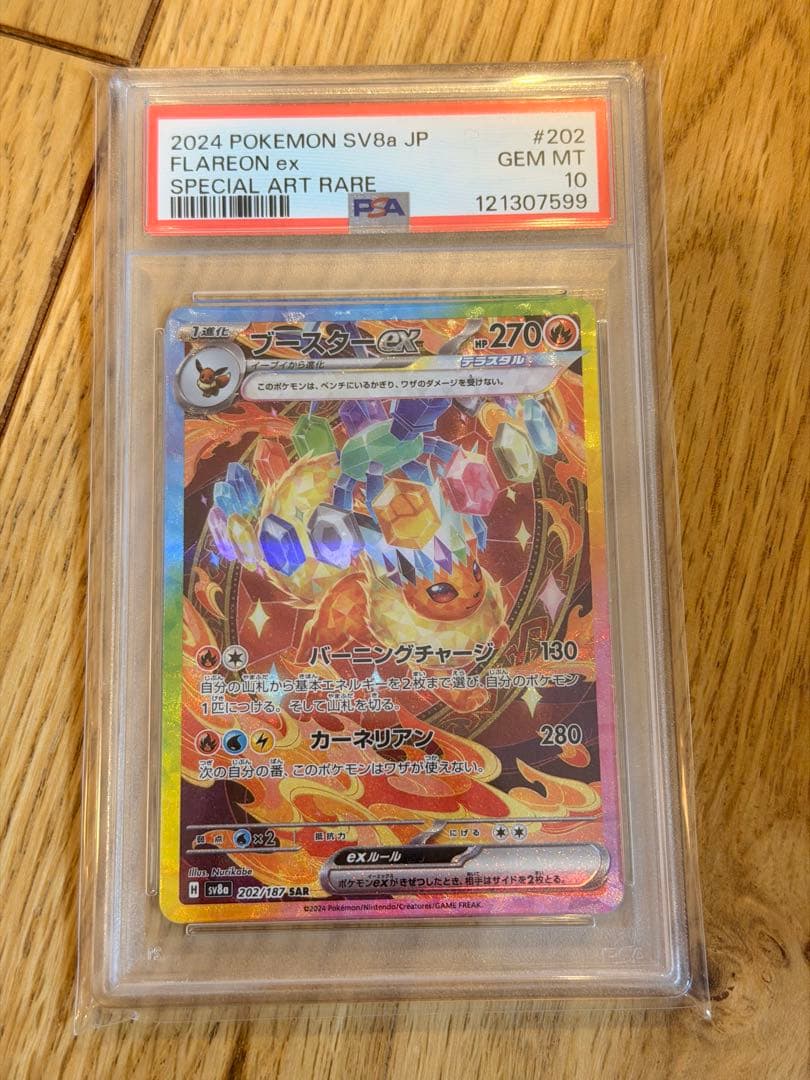 2024 POKEMON SV8a JP #202
FLAREON ex GEM MT
SPECIAL ART RARE 10
PSA 121307599
1進化 ブースターex HP270
イーブイから進化 テラスタル
このポケモンは、ベンチにいるかぎり、ワザのダメージを受けない。
バーニングチャージ 130
自分の山札から基本エネルギーを2枚まで選び、自分のポケモン
1匹につける。そして山札を切る。
カーネリアン 280
次の自分の番、このポケモンはワザが使えない。
弱点 ×2 抵抗力 にげる
exルール
ポケモンexがきぜつしたとき、相手はサイドを2枚とる。
Illus. Nurikabe
H sv8a 202/187 SAR
©2024 Pokémon/Nintendo/Creatures/GAME FREAK.